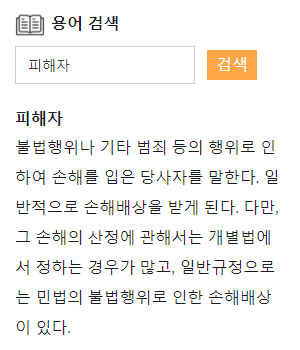 용어 검색
피해자
검색
피해자
불법행위나 기타 범죄 등의 행위로 인
하여 손해를 입은 당사자를 말한다. 일
반적으로 손해배상을 받게 된다. 다만,
그 손해의 산정에 관해서는 개별법에
서 정하는 경우가 많고, 일반규정으로
는 민법의 불법행위로 인한 손해배상
이 있다.